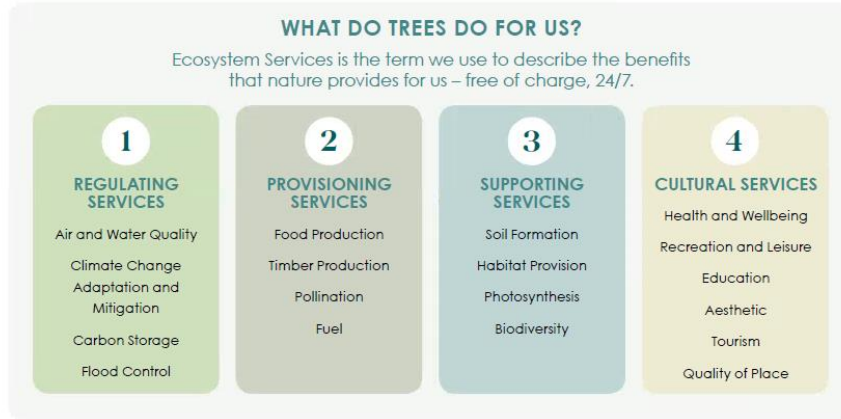 WHAT DO TREES DO FOR US?
Ecosystem Services is the term we use to describe the benefits
that nature provides for us – free of charge, 24/7.
1
REGULATING
SERVICES
Air and Water Quality
Climate Change
Adaptation and
Mitigation
Carbon Storage
Flood Control
2
PROVISIONING
SERVICES
Food Production
Timber Production
Pollination
Fuel
3
SUPPORTING
SERVICES
Soil Formation
Habitat Provision
Photosynthesis
Biodiversity
4
CULTURAL SERVICES
Health and Wellbeing
Recreation and Leisure
Education
Aesthetic
Tourism
Quality of Place